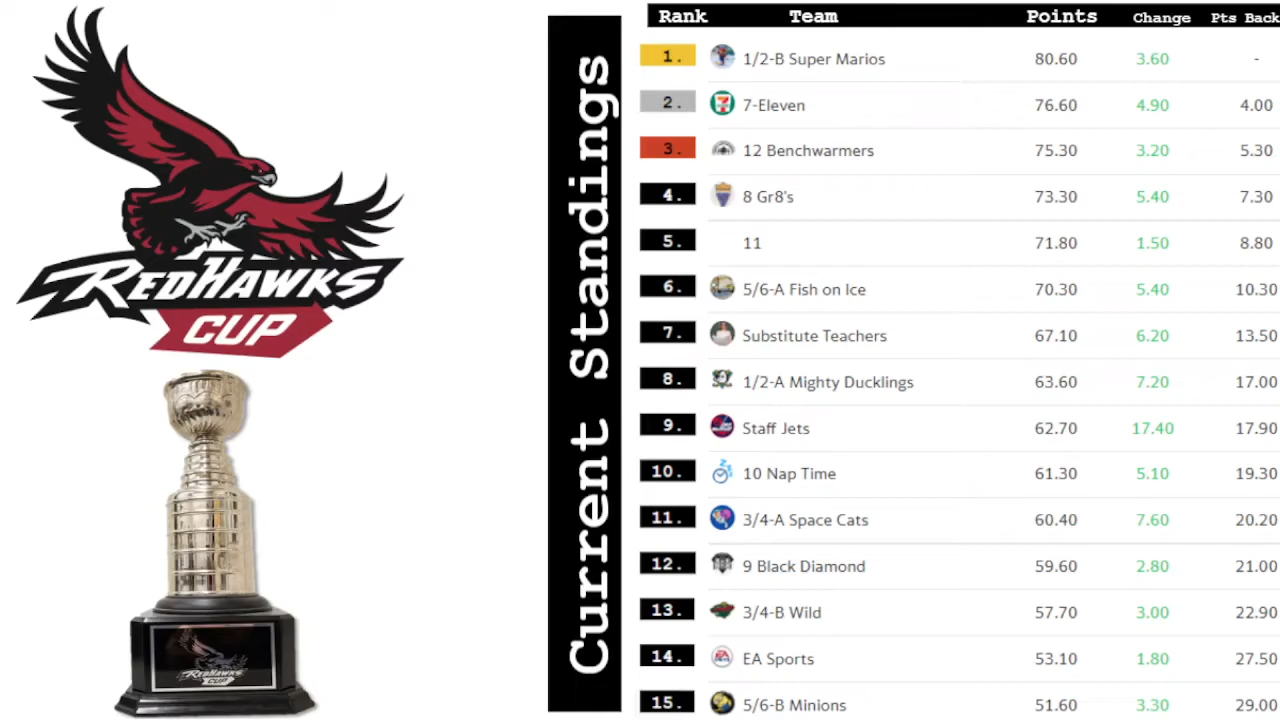 REDHAWKS
CUP
REDHAWKS
CUP
Current Standings
Rank Team Points Change Pts Back
1. 1/2-B Super Marios 80.60 3.60 -
2. 7-Eleven 76.60 4.90 4.00
3. 12 Benchwarmers 75.30 3.20 5.30
4. 8 Gr8's 73.30 5.40 7.30
5. 11 71.80 1.50 8.80
6. 5/6-A Fish on Ice 70.30 5.40 10.30
7. Substitute Teachers 67.10 6.20 13.50
8. 1/2-A Mighty Ducklings 63.60 7.20 17.00
9. Staff Jets 62.70 17.40 17.90
10. 10 Nap Time 61.30 5.10 19.30
11. 3/4-A Space Cats 60.40 7.60 20.20
12. 9 Black Diamond 59.60 2.80 21.00
13. 3/4-B Wild 57.70 3.00 22.90
14. EA Sports 53.10 1.80 27.50
15. 5/6-B Minions 51.60 3.30 29.00